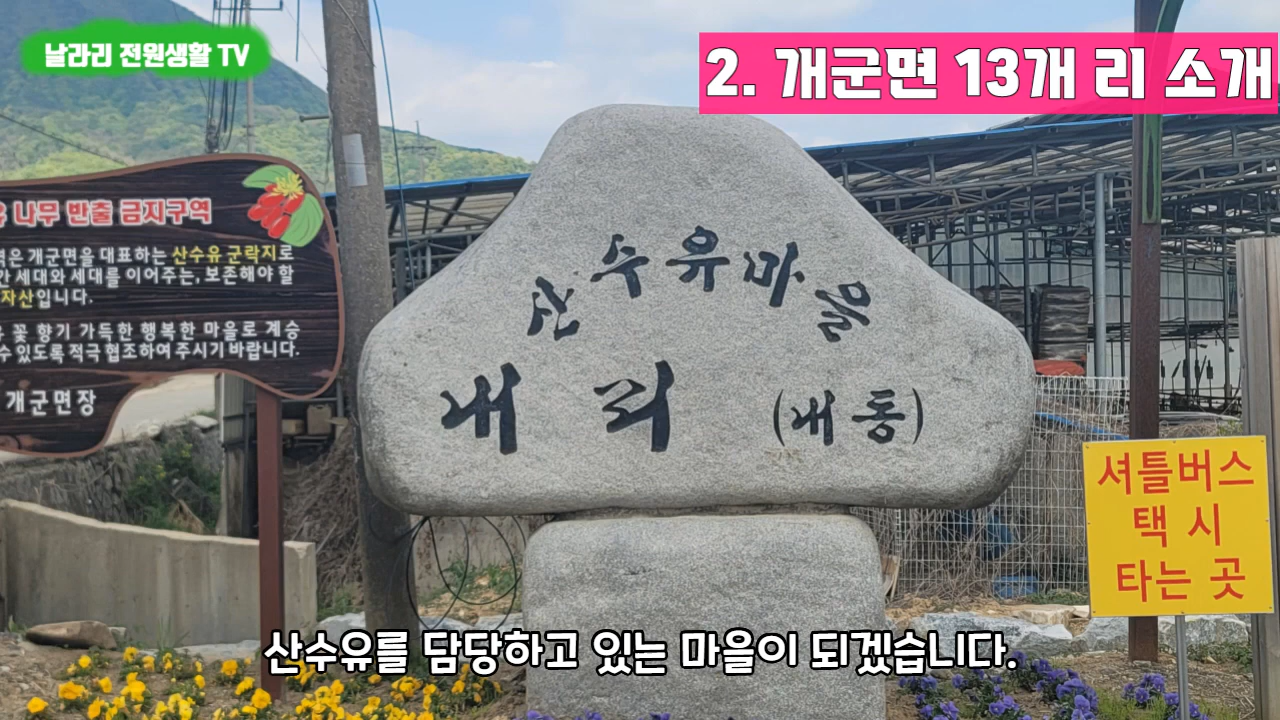 날라리 전원생활 TV
2. 개군면 13개 리 소개
나무 반출 금지구역
개군면을 대표하는 산수유 군락지로
세대와 세대를 이어주는, 보존해야 할
자산입니다.
꽃 향기 가득한 행복한 마을로 계승
있도록 적극 협조하여 주시기 바랍니다.
개군면장
산수유마을
내리 (내동)
셔틀버스
택시
타는 곳
산수유를 담당하고 있는 마을이 되겠습니다.